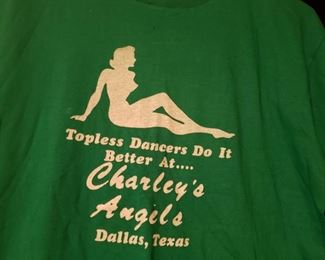 Topless Dancers Do It
Better At....
Charley's
Angels
Dallas, Texas